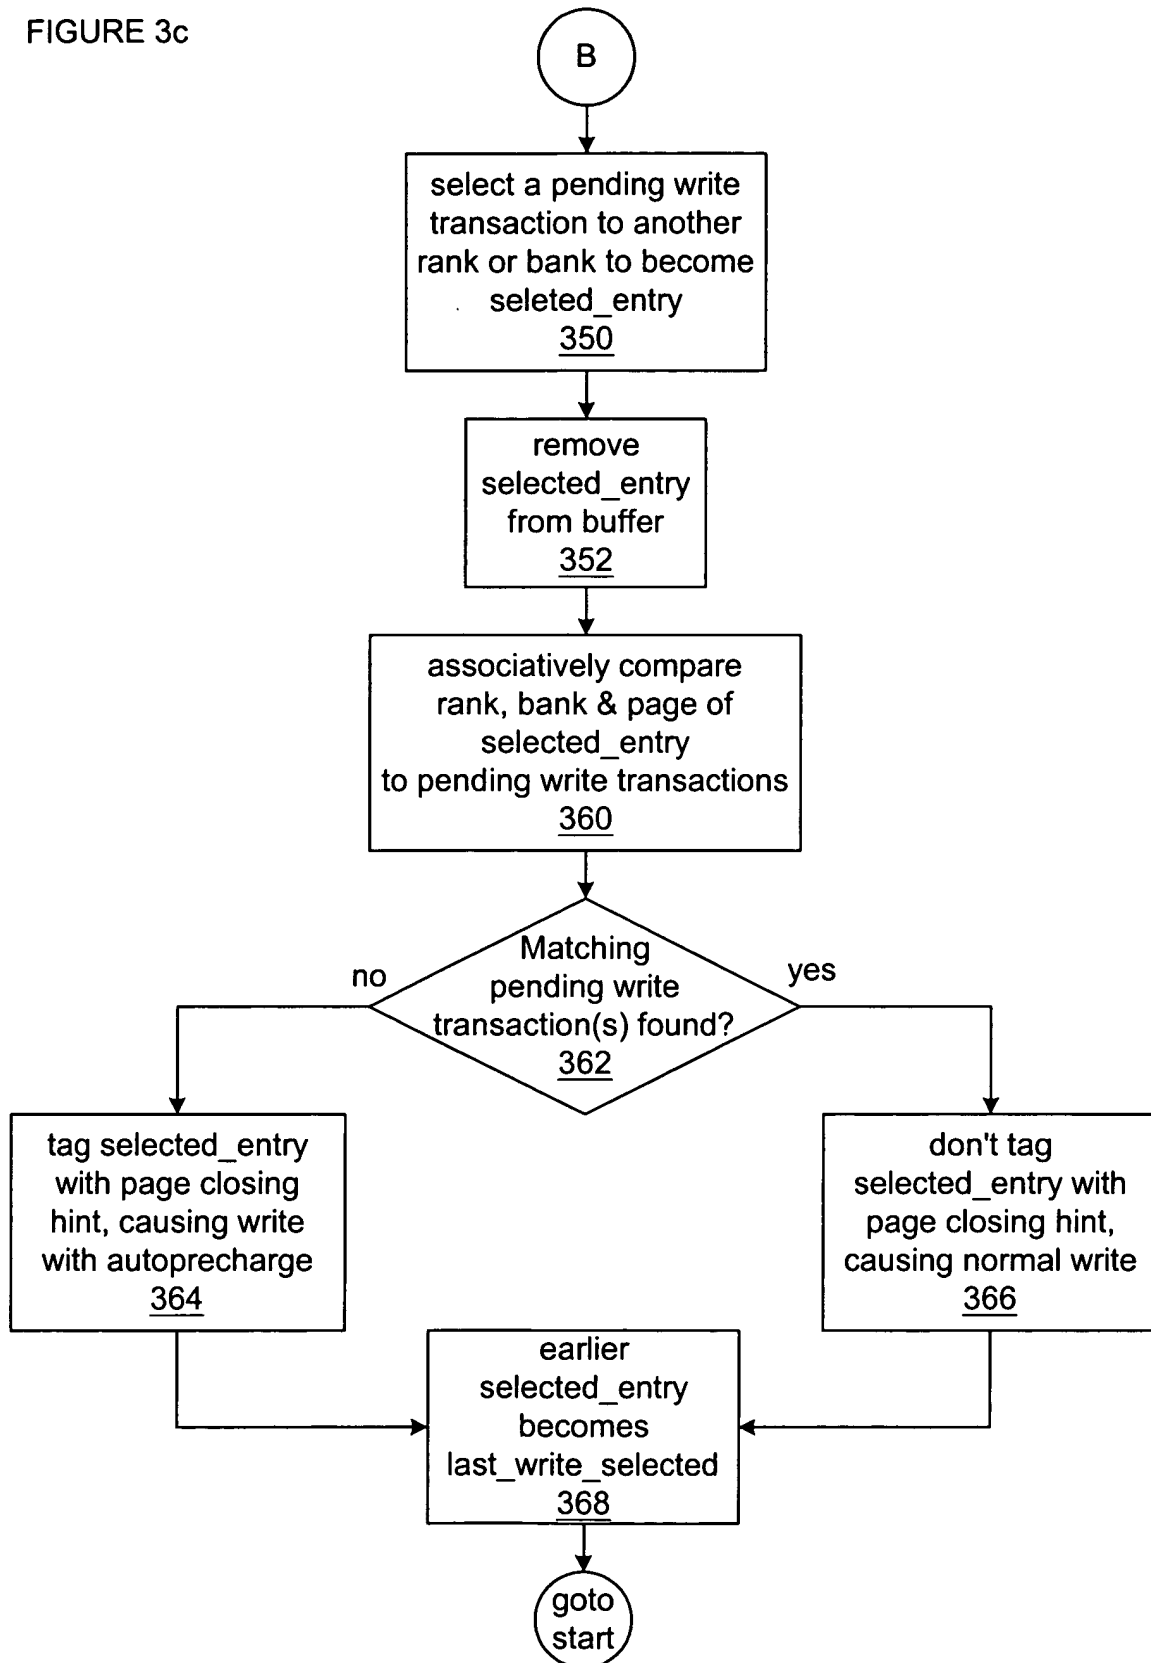 FIGURE 3c
B
select a pending write
transaction to another
rank or bank to become
seleted_entry
350
remove
selected_entry
from buffer
352
associatively compare
rank, bank & page of
selected_entry
to pending write transactions
360
Matching
pending write
transaction(s) found?
362
no
yes
tag selected_entry
with page closing
hint, causing write
with autoprecharge
364
don't tag
selected_entry with
page closing hint,
causing normal write
366
earlier
selected_entry
becomes
last_write_selected
368
goto
start